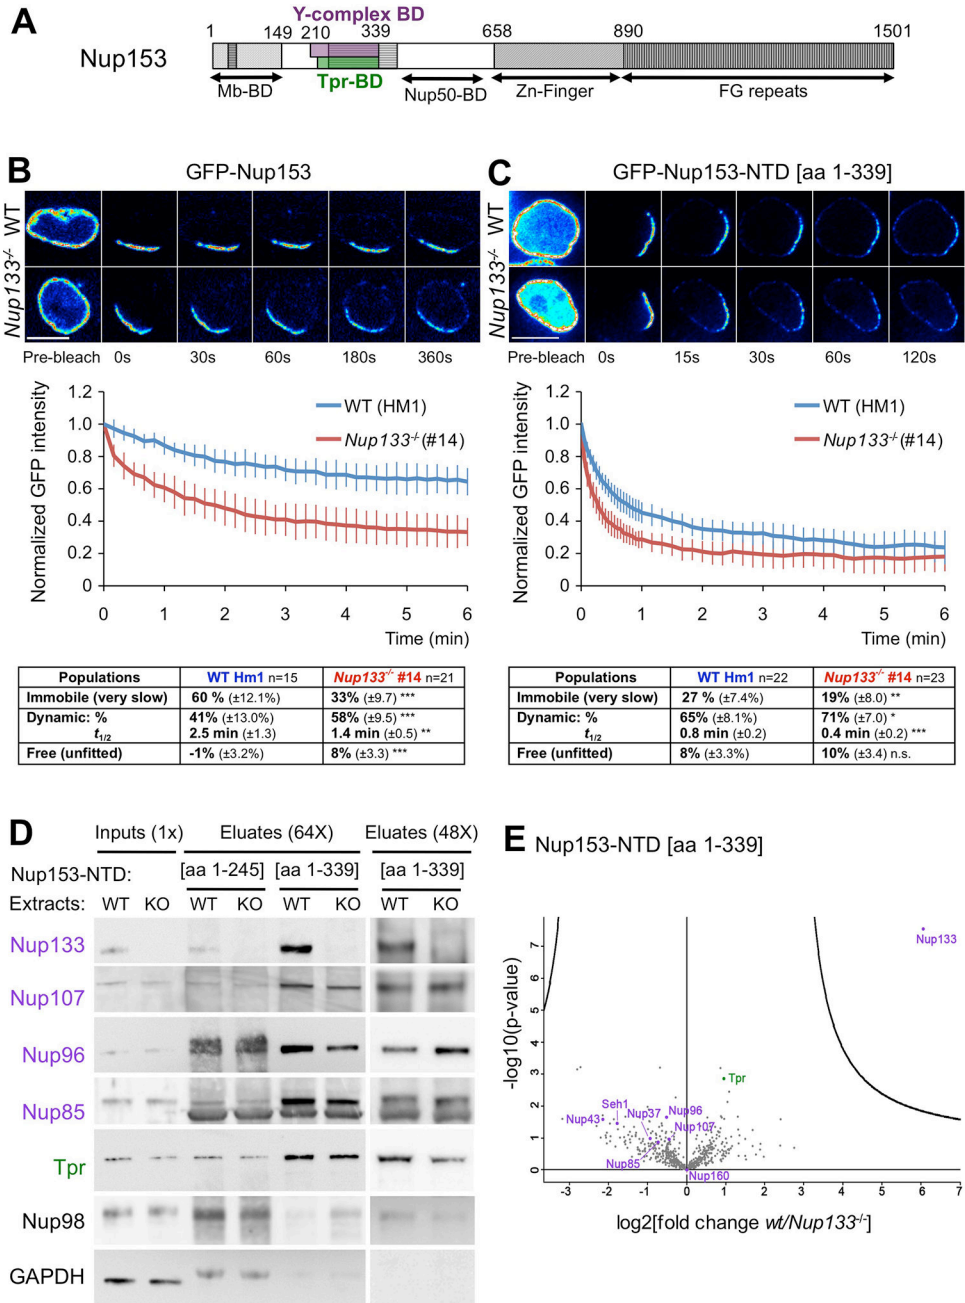 A
Y-complex BD
1 149 210 339 658 890 1501
Nup153
Tpr-BD
Mb-BD Nup50-BD Zn-Finger FG repeats
B GFP-Nup153
WT
Nup133-/-
Pre-bleach 0s 30s 60s 180s 360s
Normalized GFP intensity
1.2
1.0
0.8
0.6
0.4
0.2
0
WT (HM1)
Nup133-/-(#14)
0 1 2 3 4 5 6
Time (min)
Populations WT Hm1 n=15 Nup133-/- #14 n=21
Immobile (very slow) 60 % (±12.1%) 33% (±9.7) ***
Dynamic: % 41% (±13.0%) 58% (±9.5) ***
t1/2 2.5 min (±1.3) 1.4 min (±0.5) **
Free (unfitted) -1% (±3.2%) 8% (±3.3) ***
C GFP-Nup153-NTD [aa 1-339]
WT
Nup133-/-
Pre-bleach 0s 15s 30s 60s 120s
Normalized GFP intensity
1.2
1.0
0.8
0.6
0.4
0.2
0
WT (HM1)
Nup133-/-(#14)
0 1 2 3 4 5 6
Time (min)
Populations WT Hm1 n=22 Nup133-/- #14 n=23
Immobile (very slow) 27 % (±7.4%) 19% (±8.0) **
Dynamic: % 65% (±8.1%) 71% (±7.0) *
t1/2 0.8 min (±0.2) 0.4 min (±0.2) ***
Free (unfitted) 8% (±3.3%) 10% (±3.4) n.s.
D
Inputs (1x) Eluates (64X) Eluates (48X)
Nup153-NTD: [aa 1-245] [aa 1-339] [aa 1-339]
Extracts: WT KO WT KO WT KO WT KO
Nup133
Nup107
Nup96
Nup85
Tpr
Nup98
GAPDH
E Nup153-NTD [aa 1-339]
-log10(p-value)
7
6
5
4
3
2
1
0
Nup133
Tpr
Seh1
Nup43
Nup37
Nup96
Nup107
Nup85
Nup160
-3 -2 -1 0 1 2 3 4 5 6 7
log2[fold change wt/Nup133-/-]